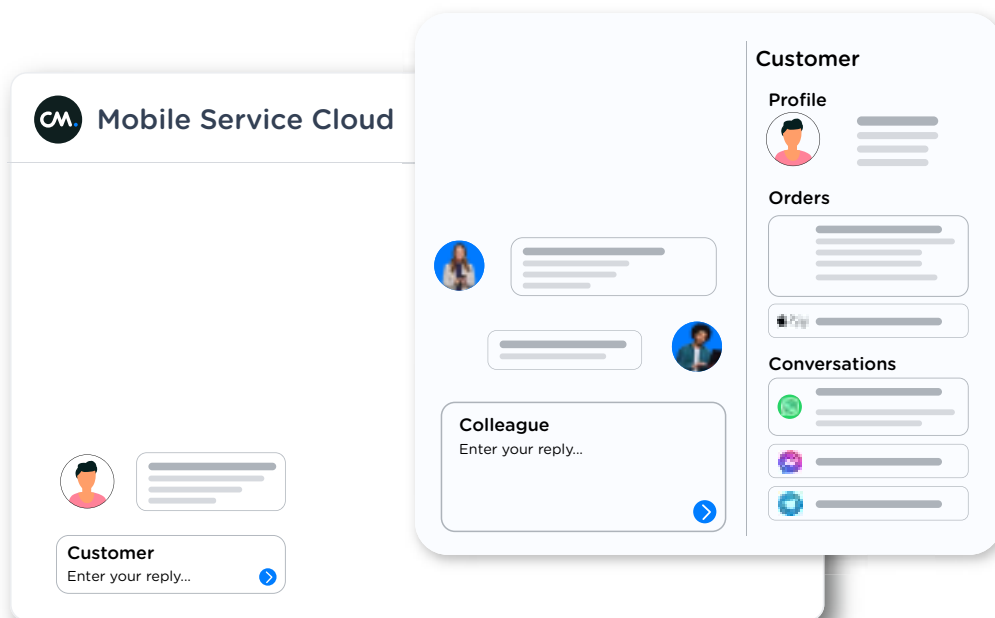 CM.
Mobile Service Cloud
Customer
Enter your reply...
Colleague
Enter your reply...
Customer
Profile
Orders
Conversations